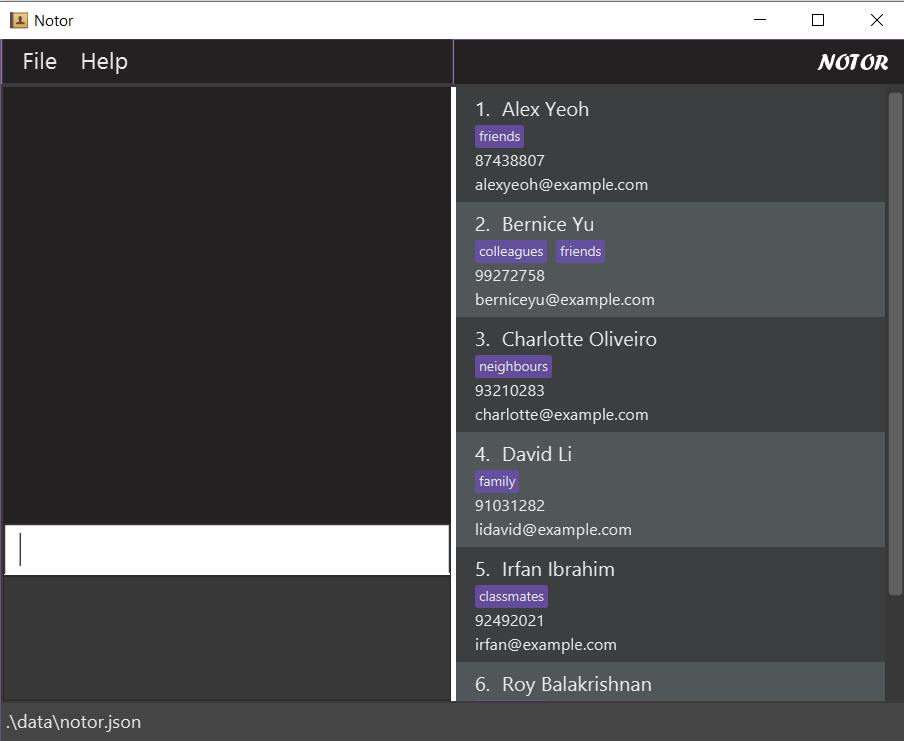 Notor
File Help
NOTOR
1. Alex Yeoh
friends
87438807
alexyeoh@example.com
2. Bernice Yu
colleagues friends
99272758
berniceyu@example.com
3. Charlotte Oliveiro
neighbours
93210283
charlotte@example.com
4. David Li
family
91031282
lidavid@example.com
5. Irfan Ibrahim
classmates
92492021
irfan@example.com
6. Roy Balakrishnan
.\data\notor.json